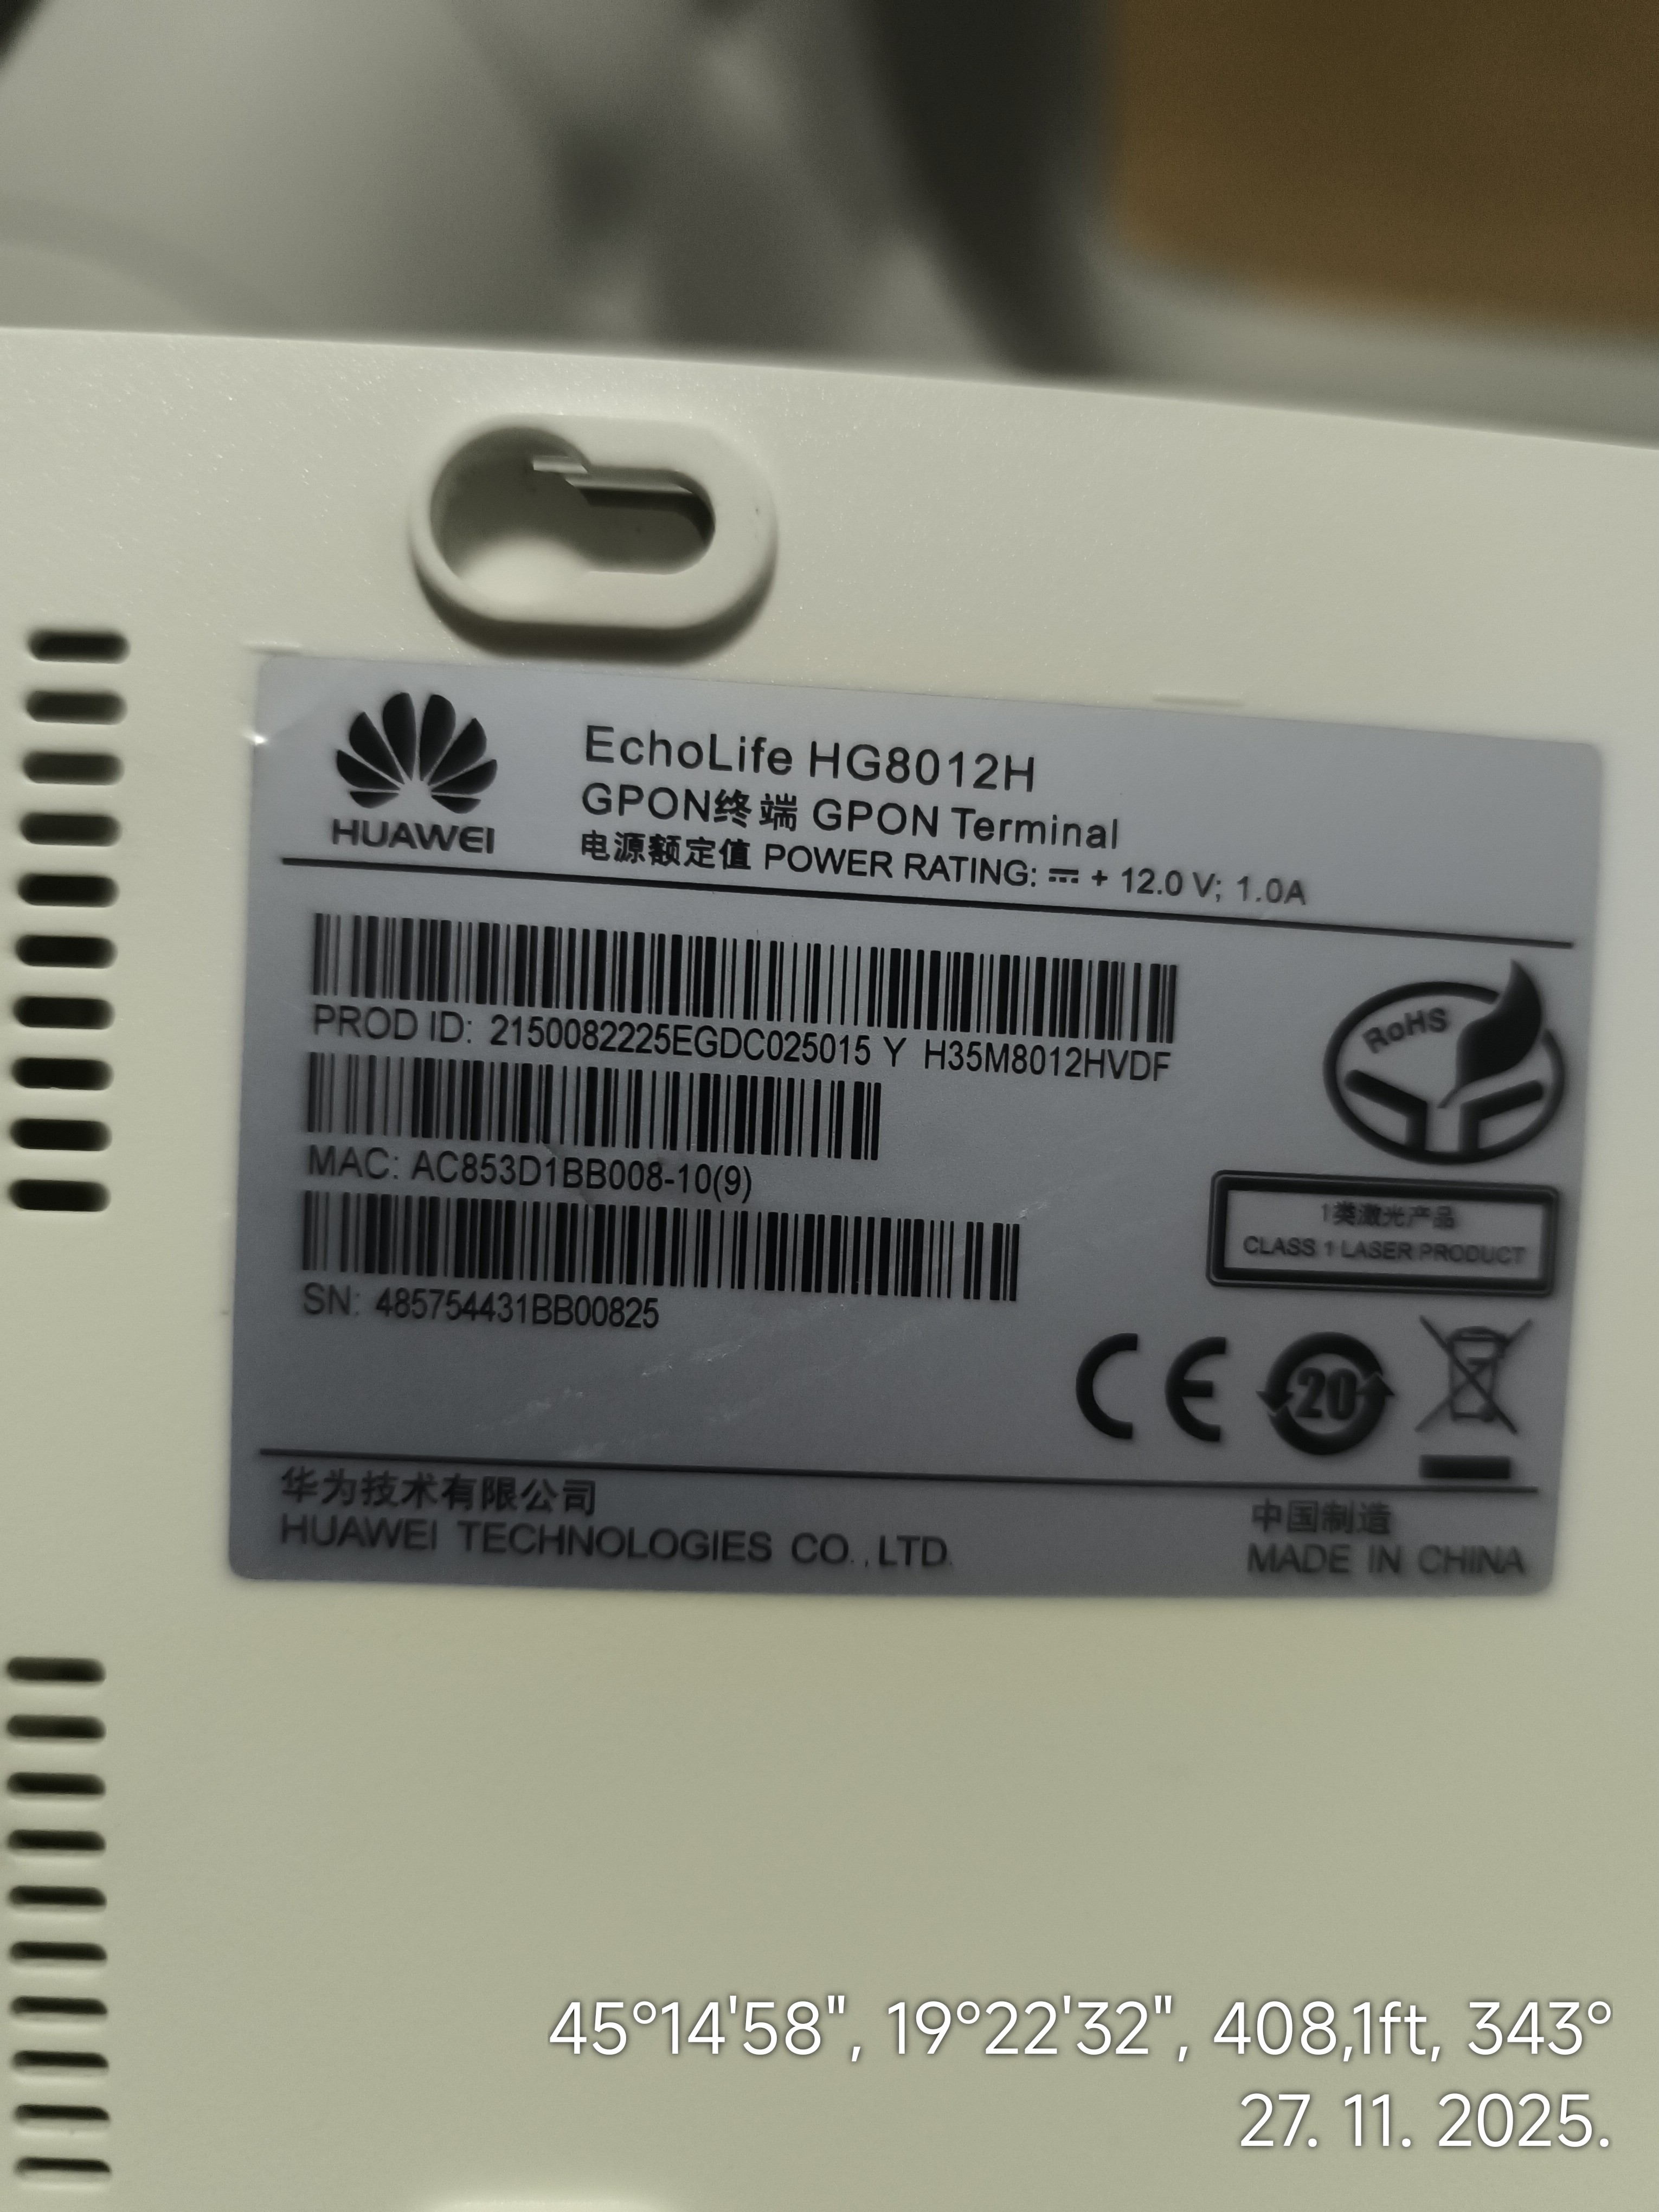 HUAWEI
EchoLife HG8012H
GPON终端 GPON Terminal
电源额定值 POWER RATING: ⎓ + 12.0 V; 1.0A
PROD ID: 2150082225EGDC025015 Y H35M8012HVDF
MAC: AC853D1BB008-10(9)
SN: 485754431BB00825
RoHS
1类激光产品
CLASS 1 LASER PRODUCT
CE
20
华为技术有限公司
HUAWEI TECHNOLOGIES CO.,LTD.
中国制造
MADE IN CHINA
45°14'58", 19°22'32", 408,1ft, 343°
27. 11. 2025.